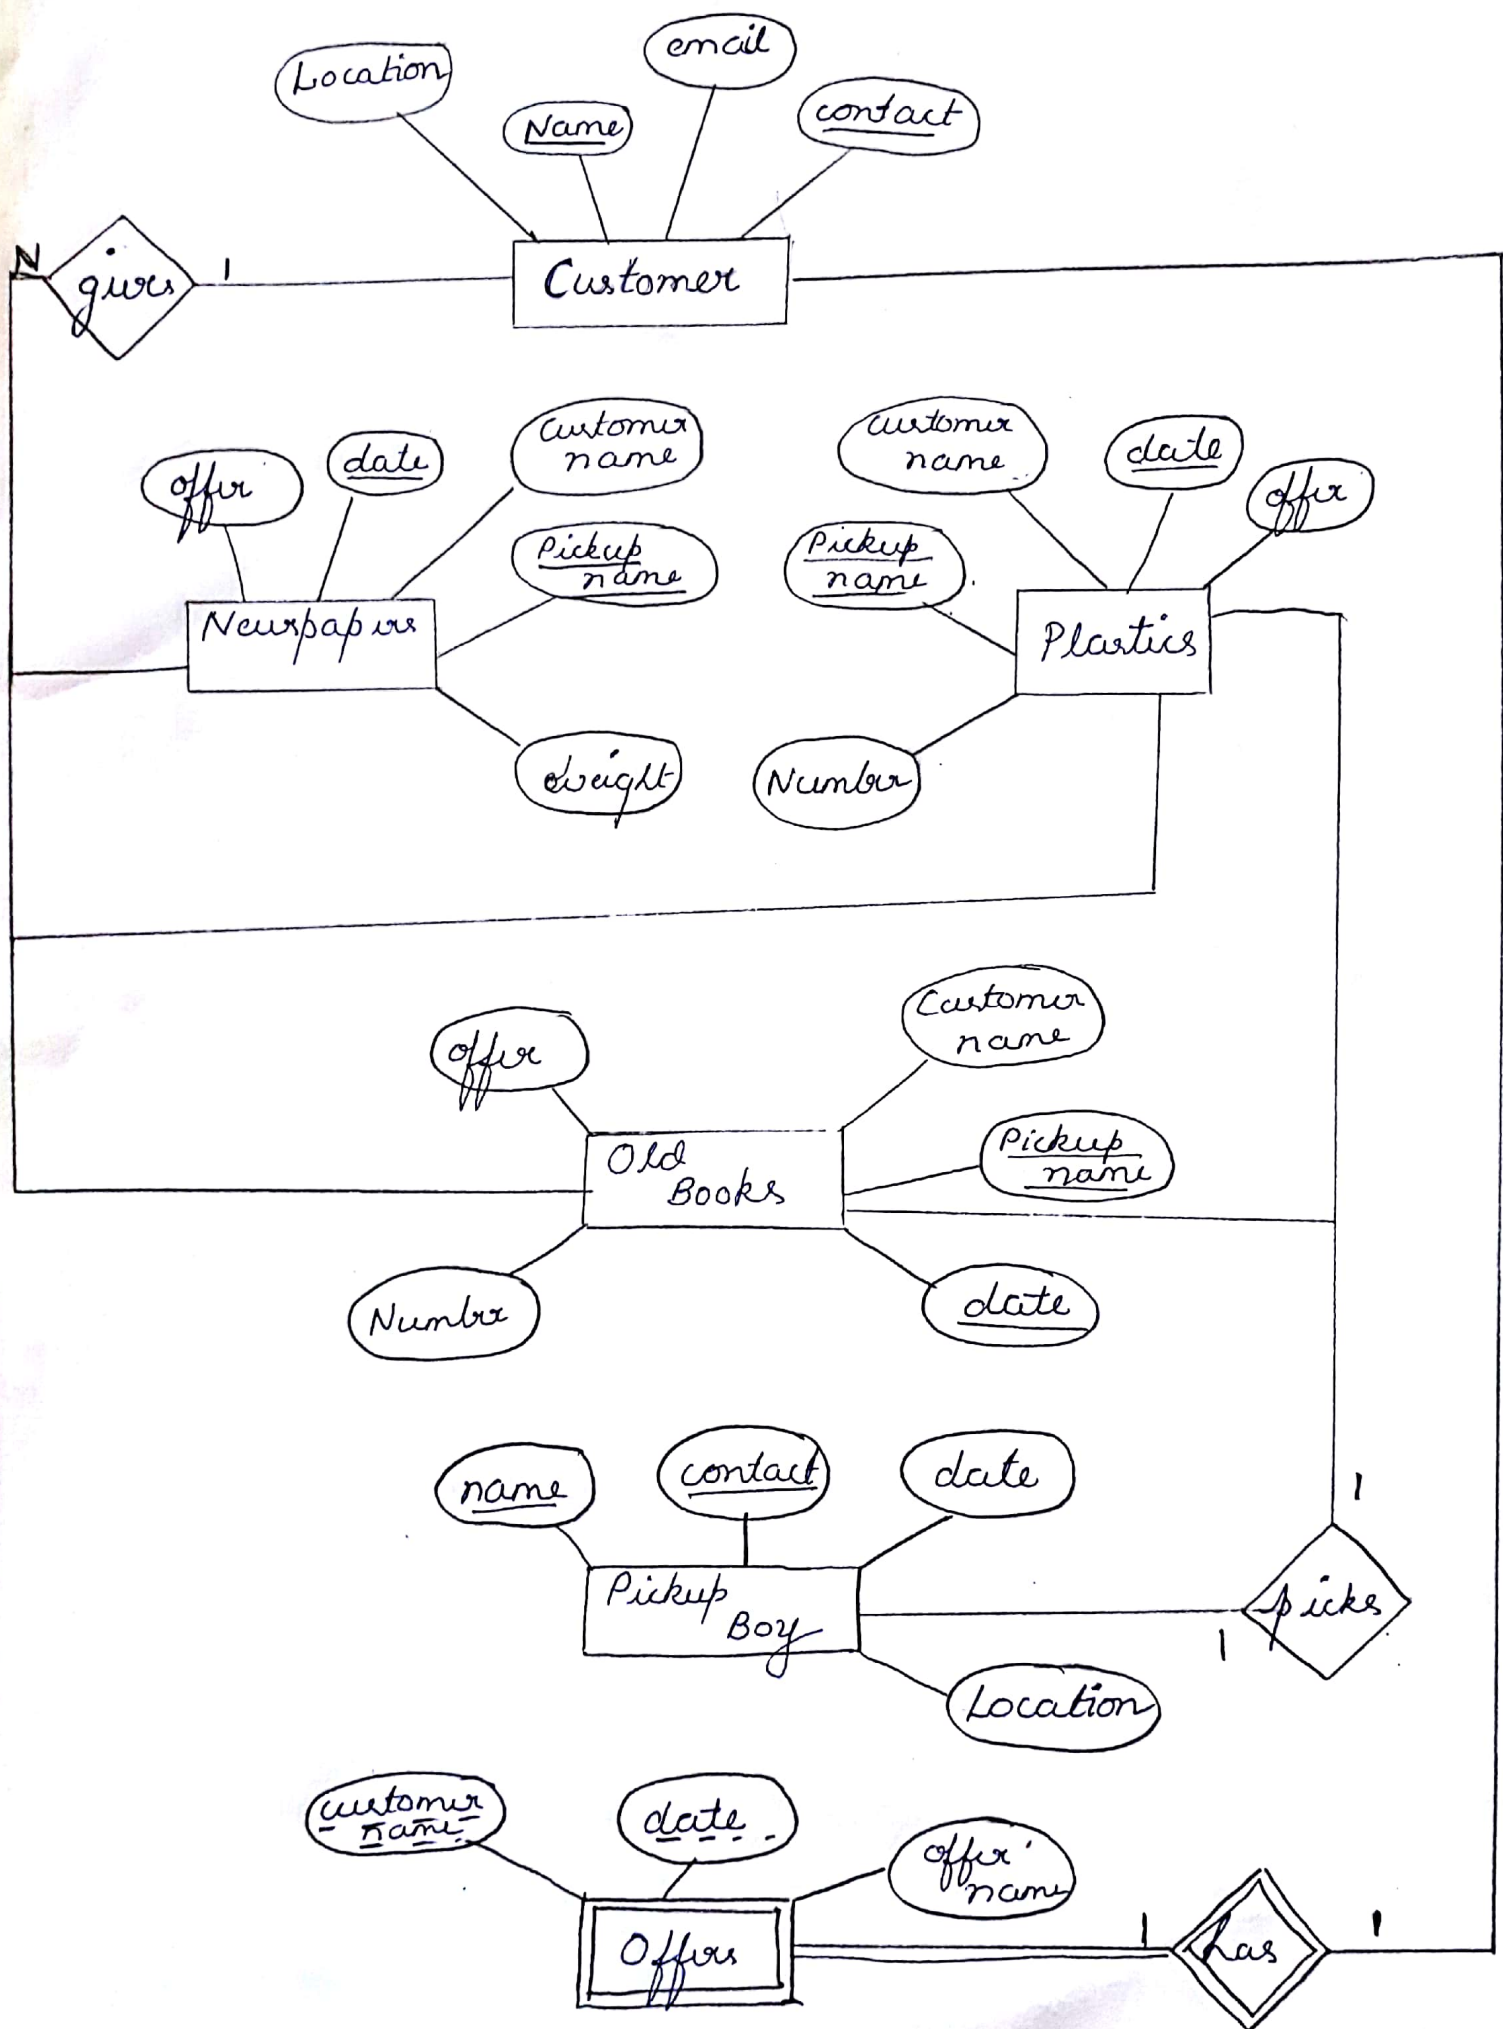 email
Location
Name
contact
N
gives
1
Customer
Customer
name
Customer
name
date
date
offer
offer
Pickup
name
Pickup
name
Newspapers
Plastics
Weight
Number
Customer
name
offer
Old
Books
Pickup
name
Number
date
name
contact
date
1
Pickup
Boy
picks
1
Location
customer
name
date
offer
name
Offers
1
has
1